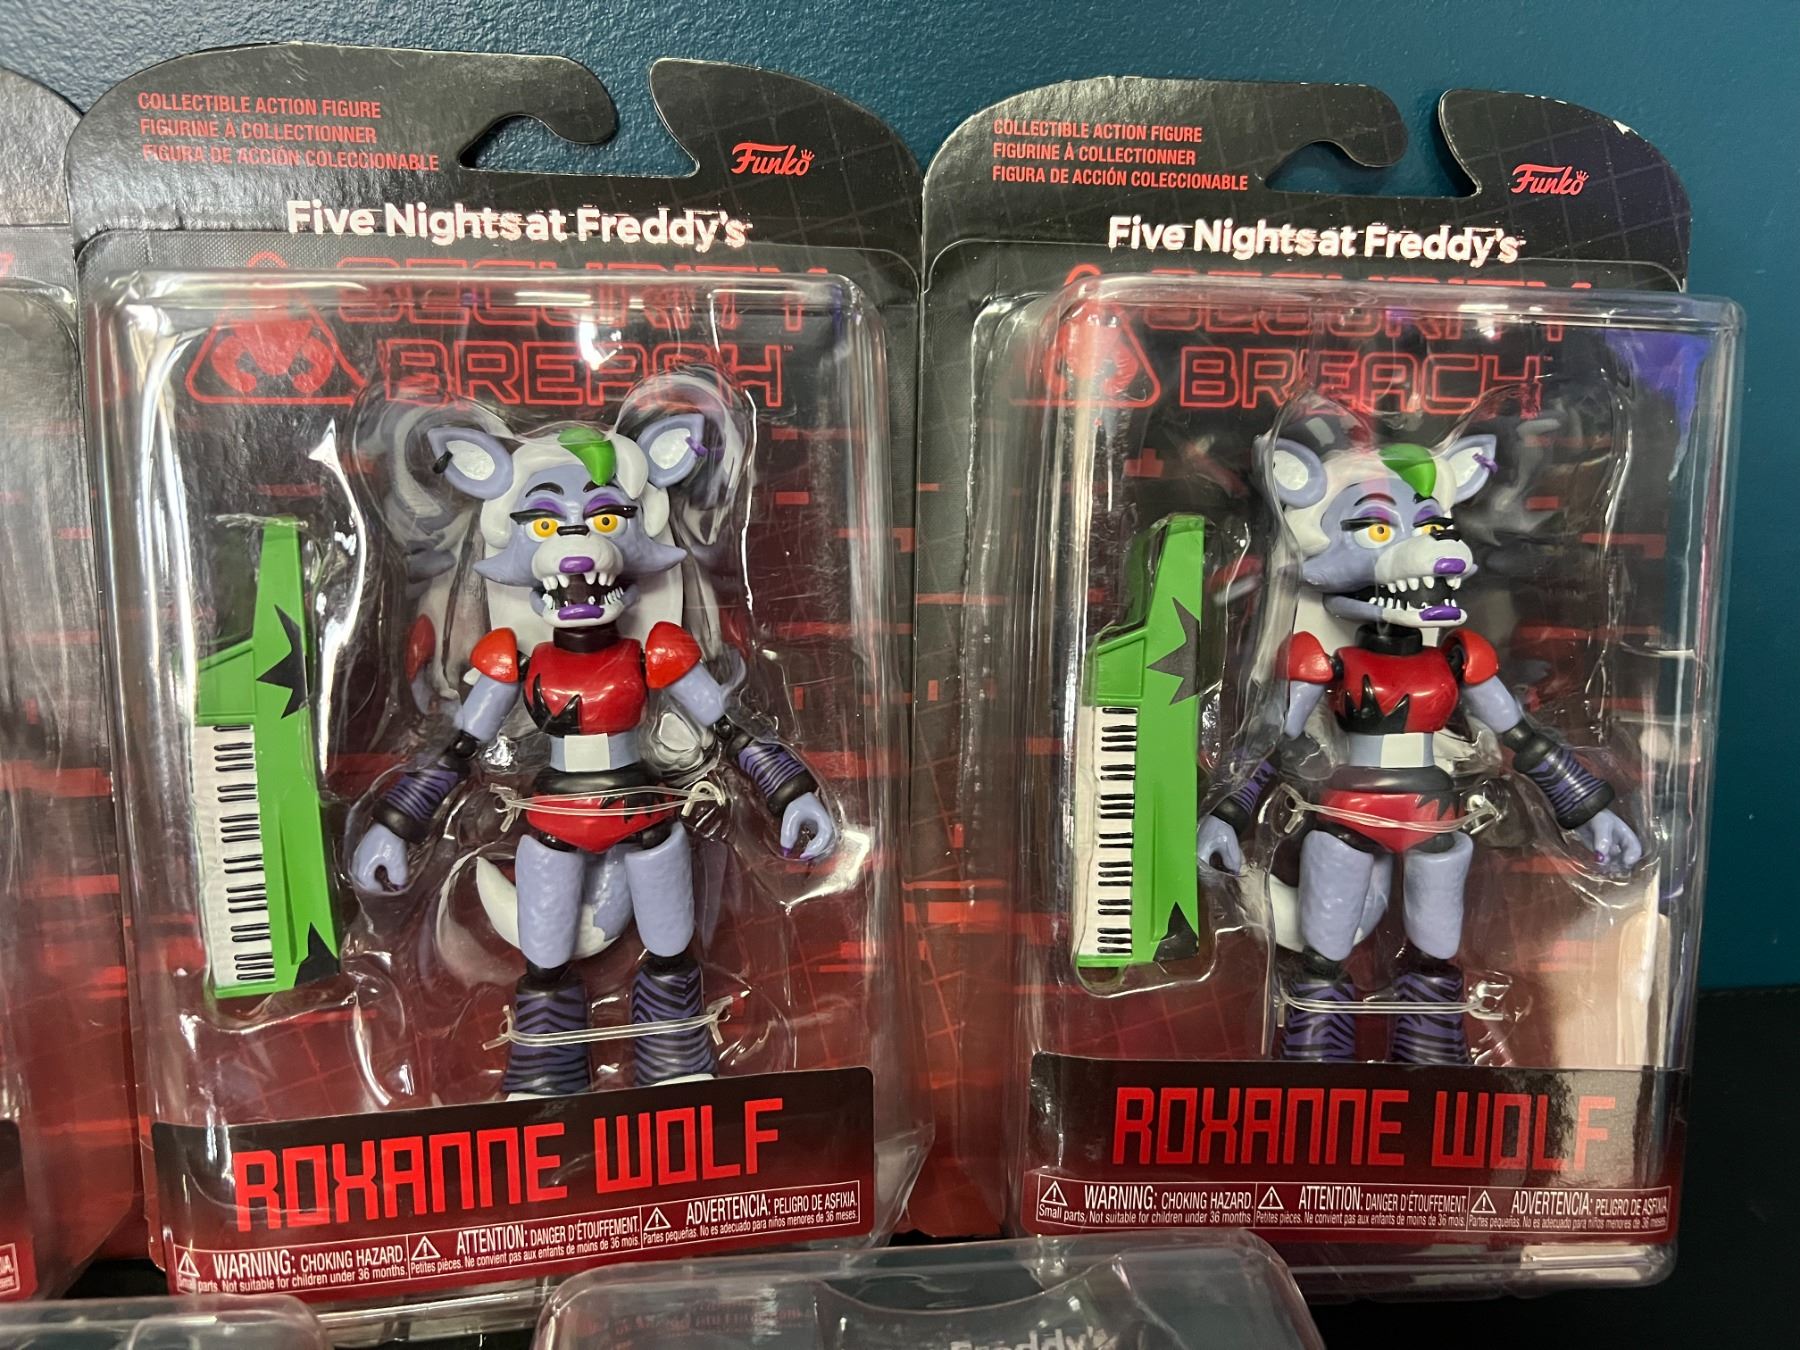 COLLECTIBLE ACTION FIGURE
FIGURINE À COLLECTIONNER
FIGURA DE ACCIÓN COLECCIONABLE
Funko
Five Nights at Freddy's
SECURITY
BREACH™
ROXANNE WOLF
WARNING: CHOKING HAZARD.
Small parts. Not suitable for children under 36 months.
ATTENTION: DANGER D'ÉTOUFFEMENT.
Petites pièces. Ne convient pas aux enfants de moins de 36 mois.
ADVERTENCIA: PELIGRO DE ASFIXIA.
Partes pequeñas. No es adecuado para niños menores de 36 meses.
COLLECTIBLE ACTION FIGURE
FIGURINE À COLLECTIONNER
FIGURA DE ACCIÓN COLECCIONABLE
Funko
Five Nights at Freddy's
SECURITY
BREACH
ROXANNE WOLF
WARNING: CHOKING HAZARD.
Small parts. Not suitable for children under 36 months
ATTENTION: DANGER D'ÉTOUFFEMENT.
Petites pièces. Ne convient pas aux enfants de moins de 36 mois.
ADVERTENCIA: PELIGRO DE ASFIXIA
Partes pequeñas. No es adecuado para niños menores de 36 meses.
Freddy's